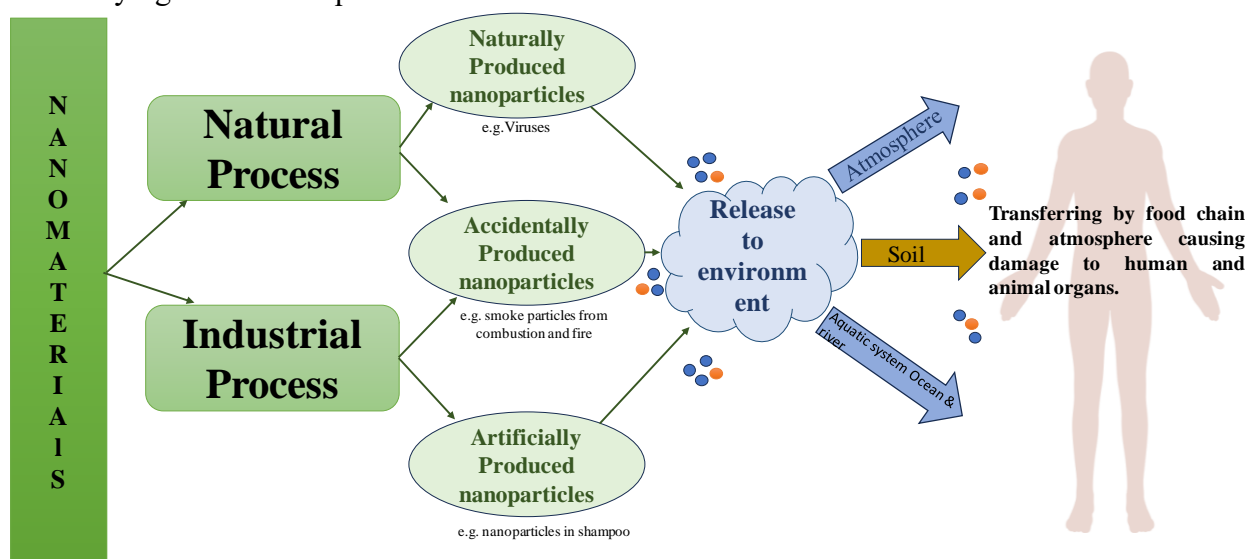 N
A
N
O
M
A
T
E
R
I
A
l
S
Natural
Process
Industrial
Process
Naturally
Produced
nanoparticles
e.g.Viruses
Accidentally
Produced
nanoparticles
e.g. smoke particles from
combustion and fire
Artificially
Produced
nanoparticles
e.g. nanoparticles in shampoo
Release
to
environm
ent
Atmosphere
Soil
Aquatic system Ocean &
river
Transferring by food chain
and atmosphere causing
damage to human and
animal organs.